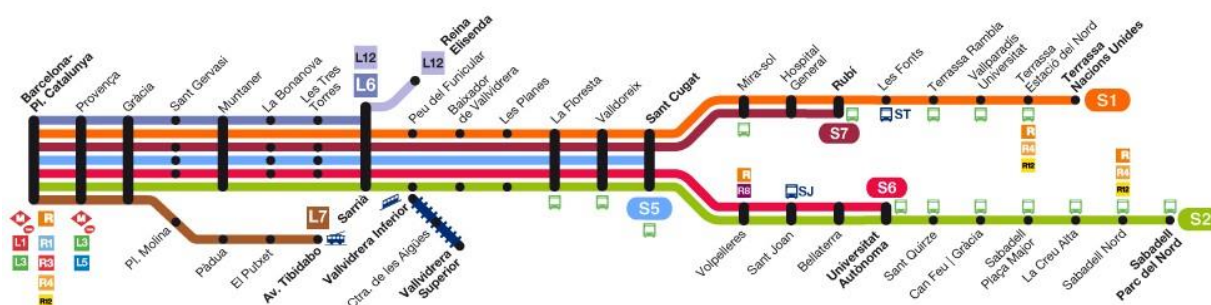 Barcelona-
Pl. Catalunya
Provença
Gràcia
Sant Gervasi
Muntaner
La Bonanova
Les Tres
Torres
L12
L6
Sarrià
L12
Reina
Elisenda
Peu del Funicular
Baixador
de Vallvidrera
Les Planes
La Floresta
Valldoreix
Sant Cugat
Mira-sol
Hospital
General
Rubí
Les Fonts
Terrassa Rambla
Vallparadís
Universitat
Terrassa
Estació del Nord
Terrassa
Nacions Unides
S1
S7
ST
R
R4
R12
M
L1
L3
R
R1
R3
R4
R12
M
L3
L5
Pl. Molina
Pàdua
El Putxet
Av. Tibidabo
L7
Vallvidrera Inferior
Ctra. de les Aigües
Vallvidrera
Superior
S5
R
R8
SJ
S6
Volpelleres
Sant Joan
Bellaterra
Universitat
Autònoma
Sant Quirze
Can Feu | Gràcia
Sabadell
Plaça Major
La Creu Alta
Sabadell Nord
Sabadell
Parc del Nord
R
R4
R12
S2